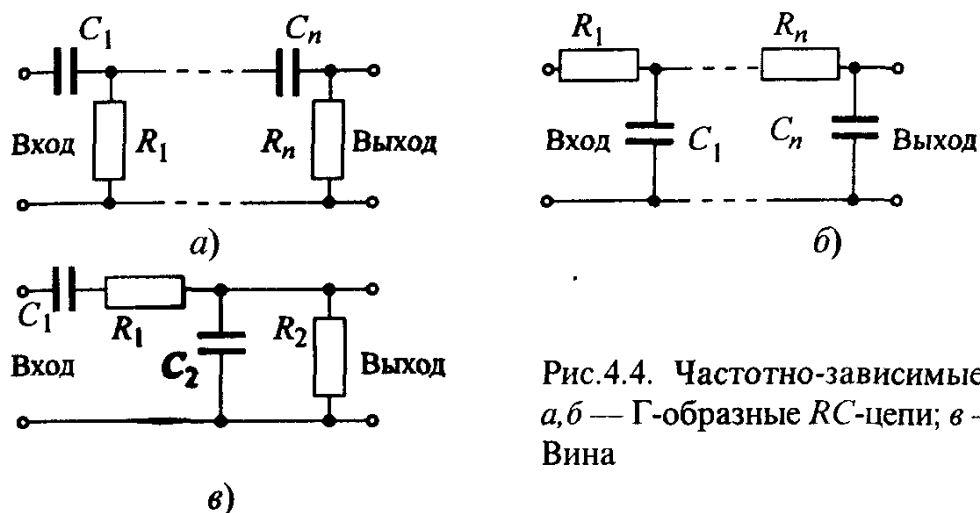 C1 Cn
Вход R1 Rn Выход
а)
R1 Rn
Вход C1 Cn Выход
б)
C1 R1 R2
Вход C2 Выход
в)
Рис.4.4. Частотно-зависимые
а,б — Г-образные RC-цепи; в –
Вина